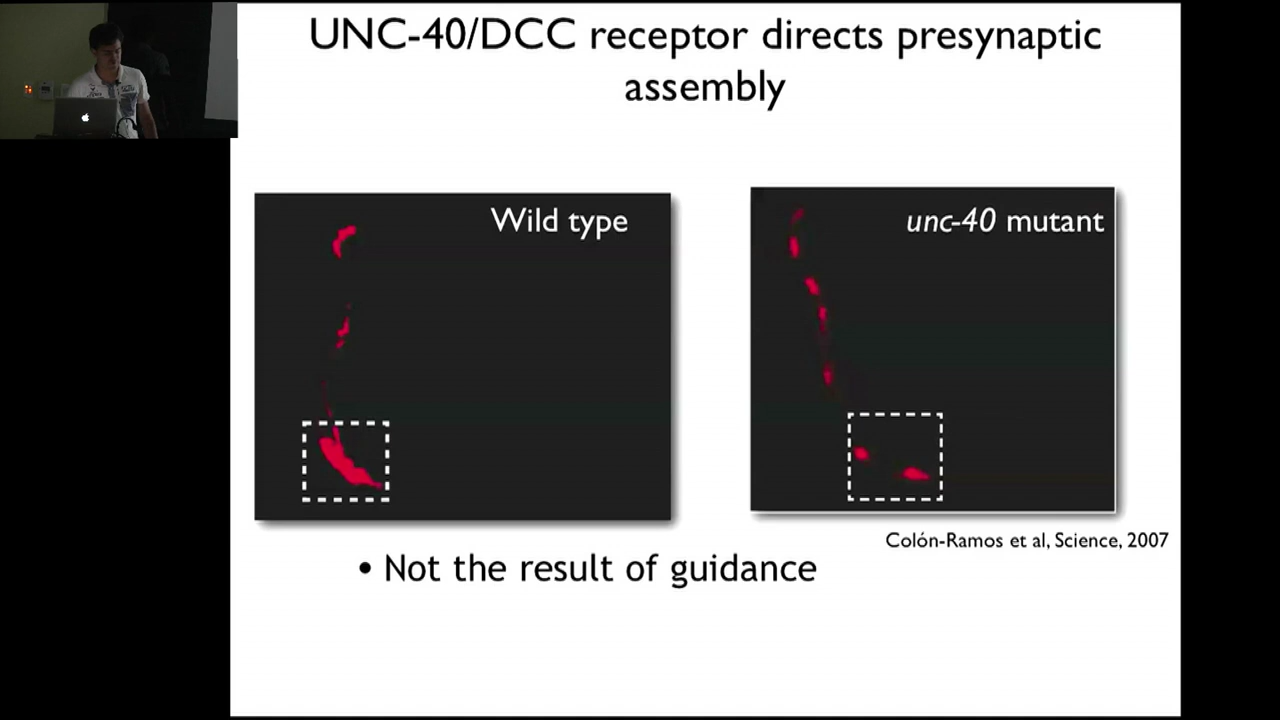 UNC-40/DCC receptor directs presynaptic
assembly
Wild type
unc-40 mutant
Colón-Ramos et al, Science, 2007
• Not the result of guidance